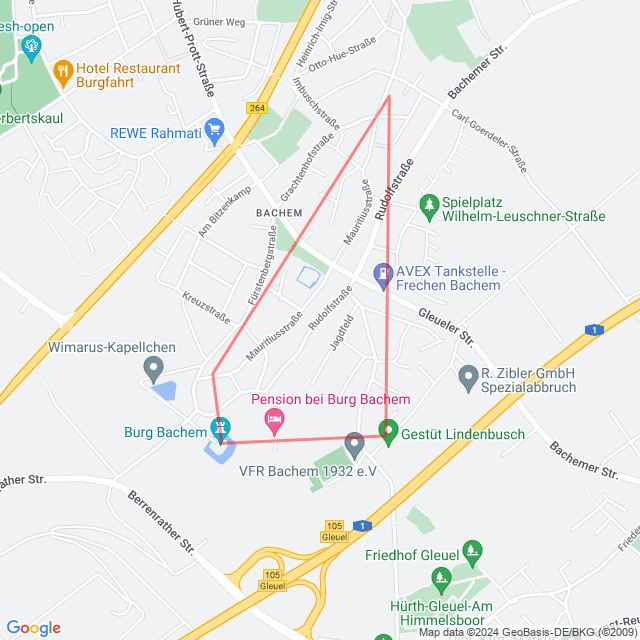 esh-open
Grüner Weg
Hubert-Prott-Straße
Heinrich-Imig-Straße
Otto-Hue-Straße
Hotel Restaurant
Burgfahrt
Imbuschstraße
264
Bachemer Str.
erbertskaul
REWE Rahmati
Carl-Goerdeler-Straße
Grachtenhofstraße
Rudolfstraße
Mauritiusstraße
Am Bitzenkamp
BACHEM
Spielplatz
Wilhelm-Leuschner-Straße
Fürstenbergstraße
AVEX Tankstelle -
Frechen Bachem
Kreuzstraße
Rudolfstraße
Mauritiusstraße
Jagdfeld
Gleueler Str.
1
Wimarus-Kapellchen
R. Zibler GmbH
Spezialabbruch
Pension bei Burg Bachem
Burg Bachem
Gestüt Lindenbusch
VFR Bachem 1932 e.V
Bachemer Str.
rather Str.
Berrenrather Str.
105
Gleuel
1
105
Gleuel
Friedhof Gleuel
Hürth-Gleuel-Am
Himmelsboor
Friede
st-Re
Google
Map data ©2024 GeoBasis-DE/BKG (©2009)